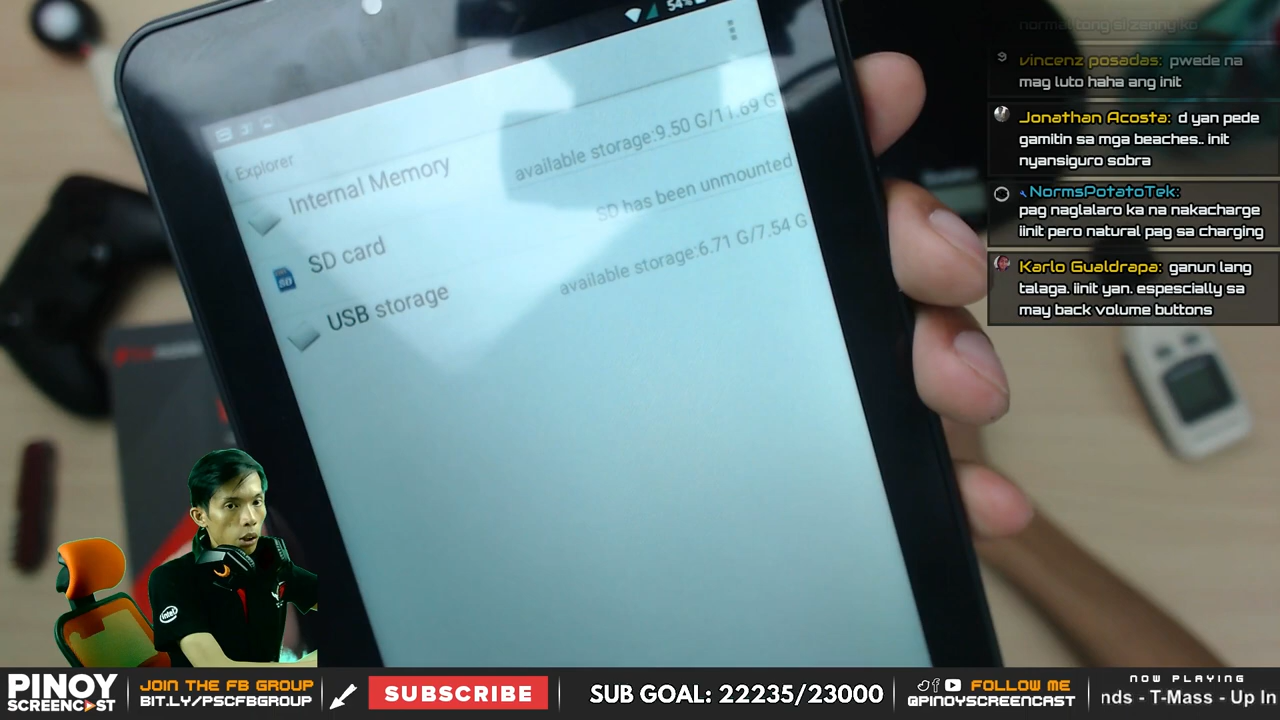 54%
Explorer
Internal Memory
available storage:9.50 G/11.69 G
SD card
SD has been unmounted
USB storage
available storage:6.71 G/7.54 G
SD
normal tong si zenny ko
vincenz posadas: pwede na
mag luto haha ang init
Jonathan Acosta: d yan pede
gamitin sa mga beaches.. init
nyansiguro sobra
NormsPotatoTek:
pag naglalaro ka na nakacharge
iinit pero natural pag sa charging
Karlo Gualdrapa: ganun lang
talaga. iinit yan. espescially sa
may back volume buttons
intel
PINOY
SCREENCAST
JOIN THE FB GROUP
BIT.LY/PSCFBGROUP
SUBSCRIBE
SUB GOAL: 22235/23000
FOLLOW ME
@PINOYSCREENCAST
NOW PLAYING
nds - T-Mass - Up In